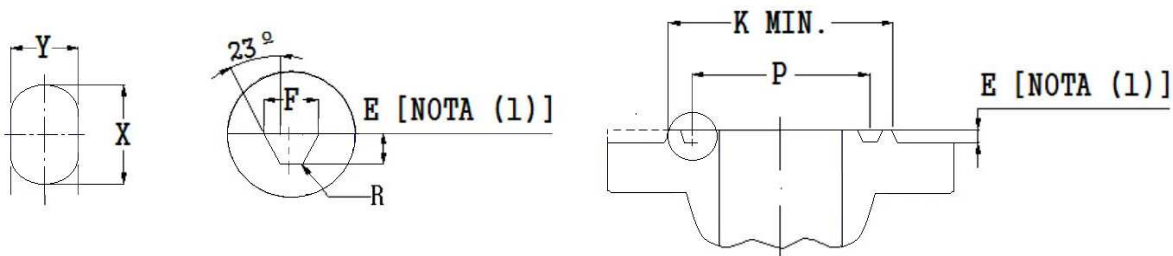 Y
X
23º
F
E [NOTA (1)]
R
K MIN.
P
E [NOTA (1)]